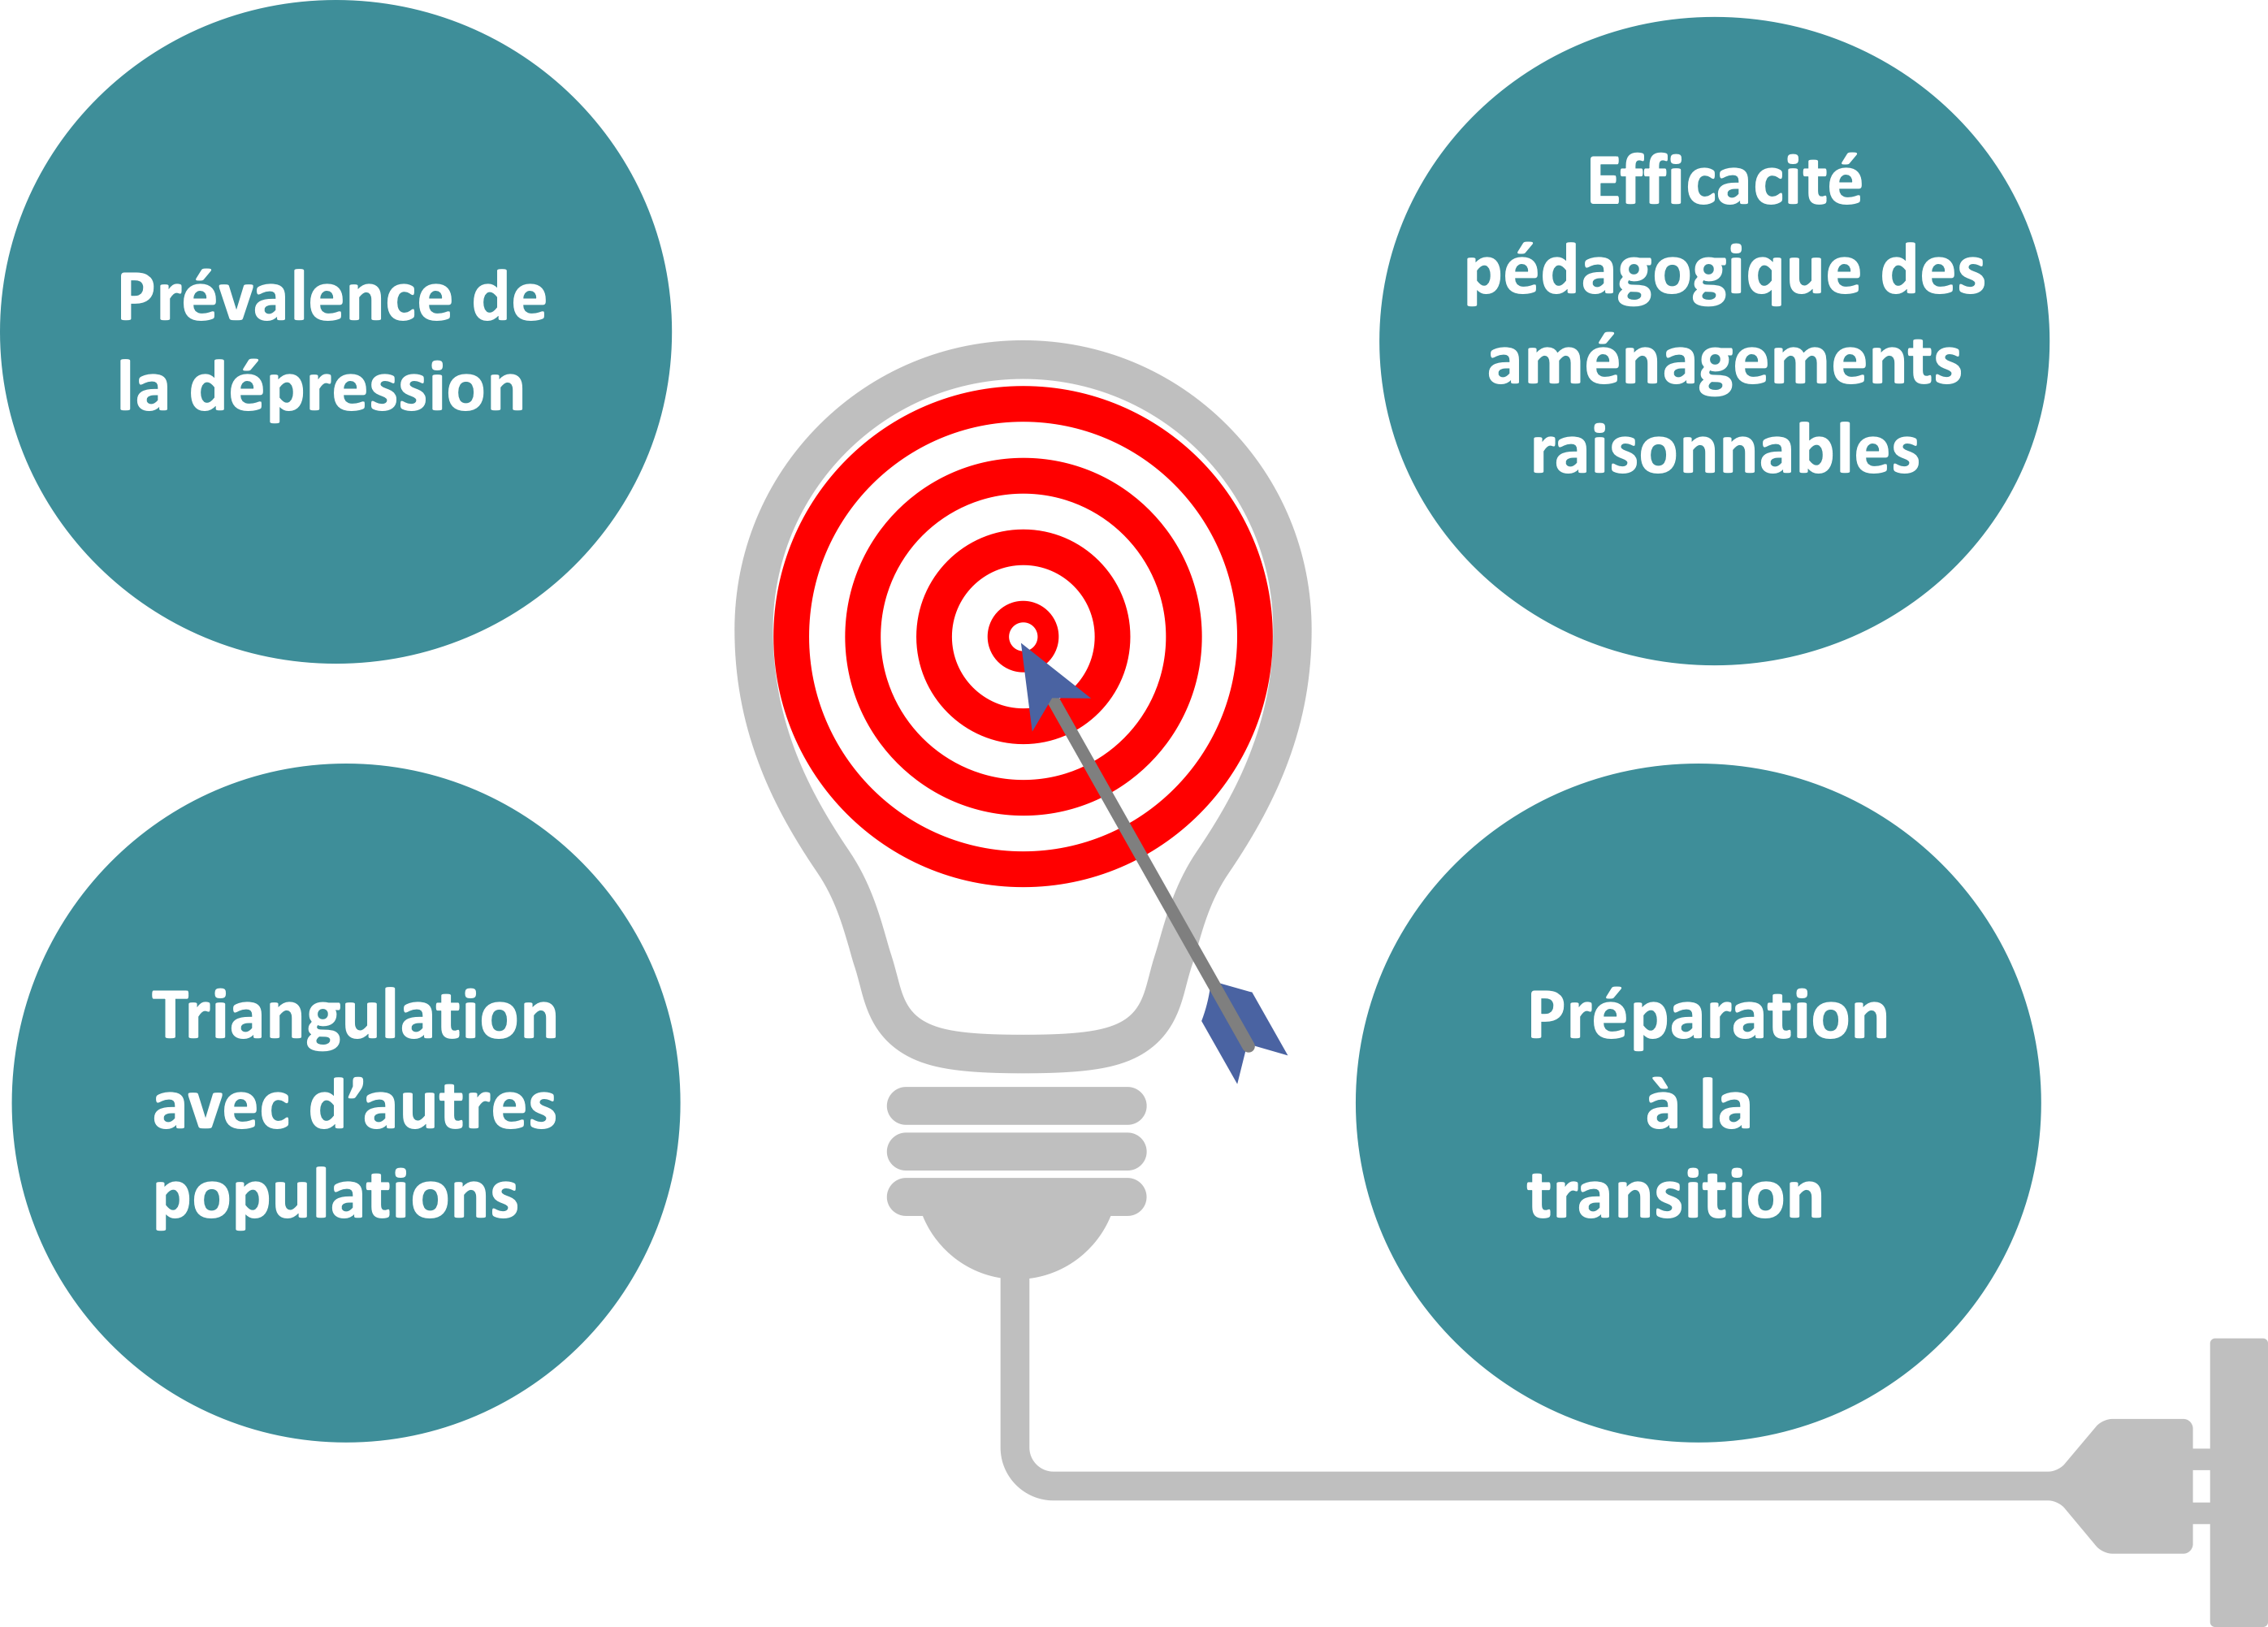 Prévalence de
la dépression
Efficacité
pédagogique des
aménagements
raisonnables
Triangulation
avec d’autres
populations
Préparation
à la
transition